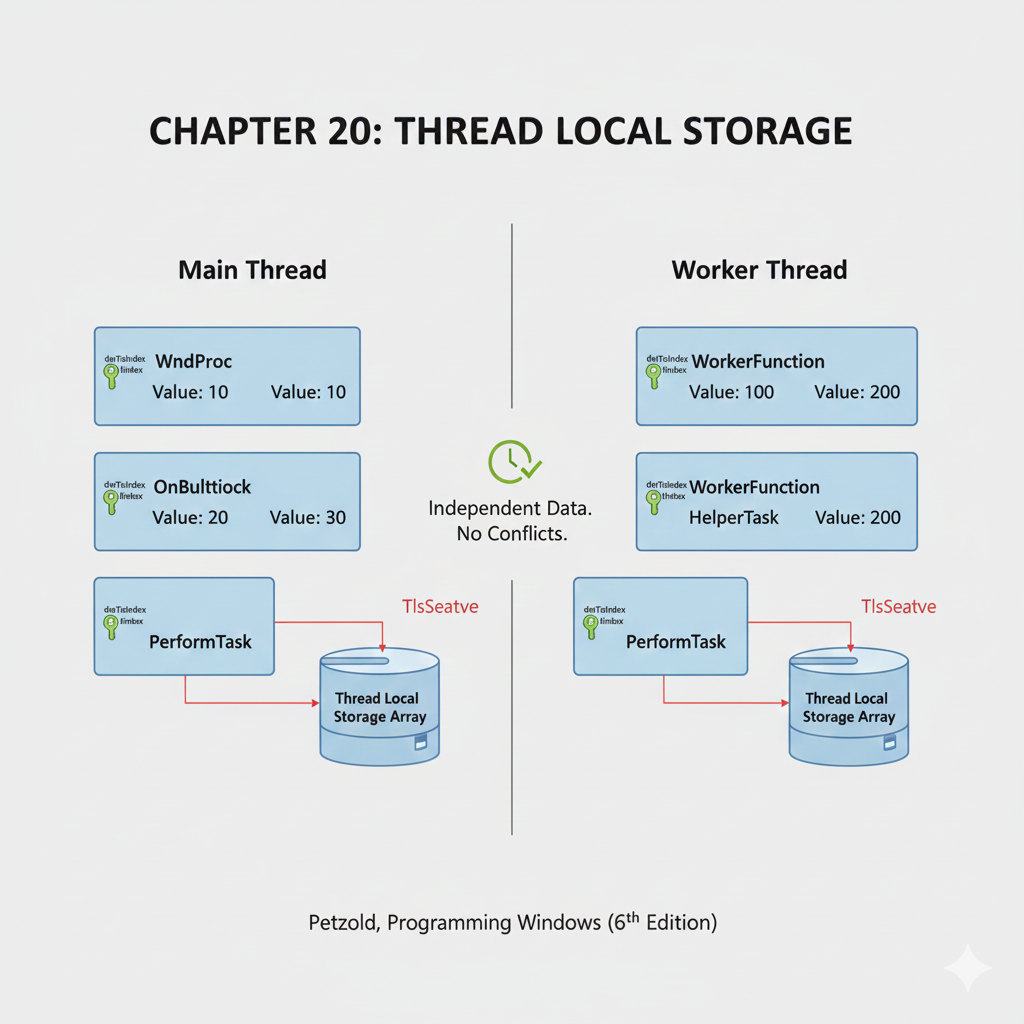 CHAPTER 20: THREAD LOCAL STORAGE
Main Thread
WndProc
Value: 10 Value: 10
OnBulttiock
Value: 20 Value: 30
PerformTask
TlsSeatve
Thread Local
Storage Array
Independent Data.
No Conflicts.
Worker Thread
WorkerFunction
Value: 100 Value: 200
WorkerFunction
HelperTask Value: 200
PerformTask
TlsSeatve
Thread Local
Storage Array
Petzold, Programming Windows (6th Edition)